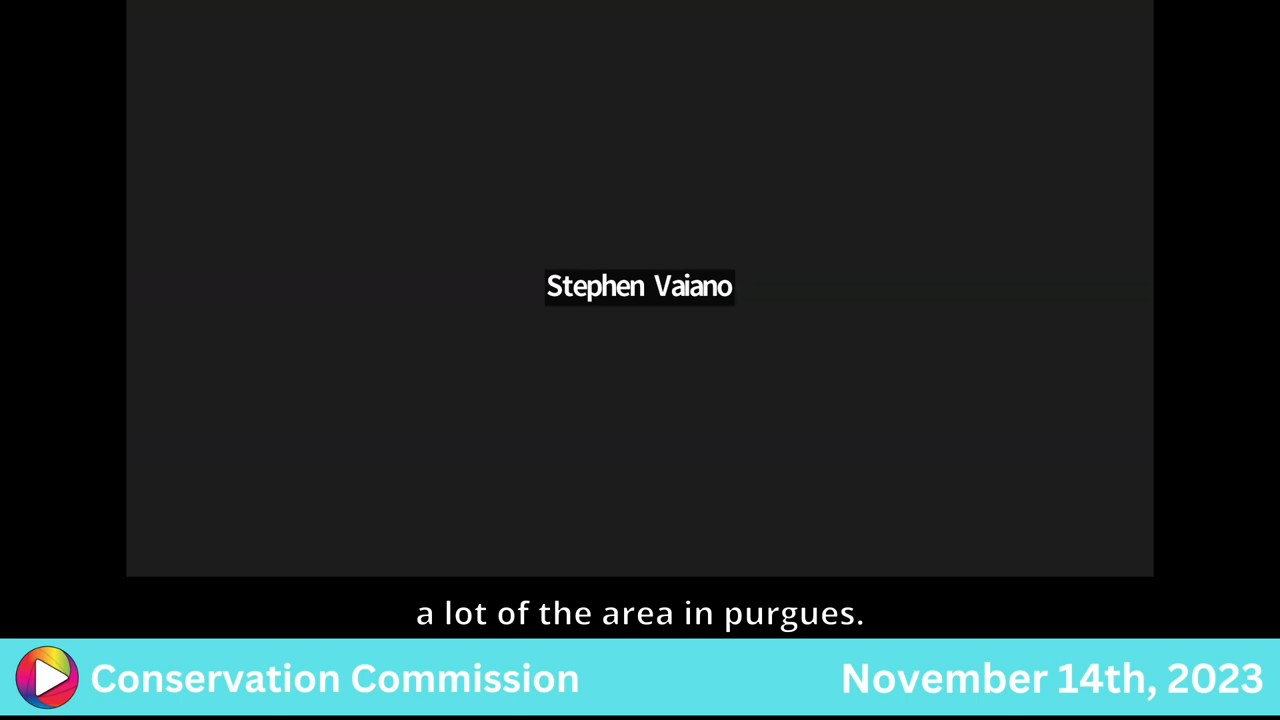 Stephen Vaiano
a lot of the area in purgues.
Conservation Commission
November 14th, 2023